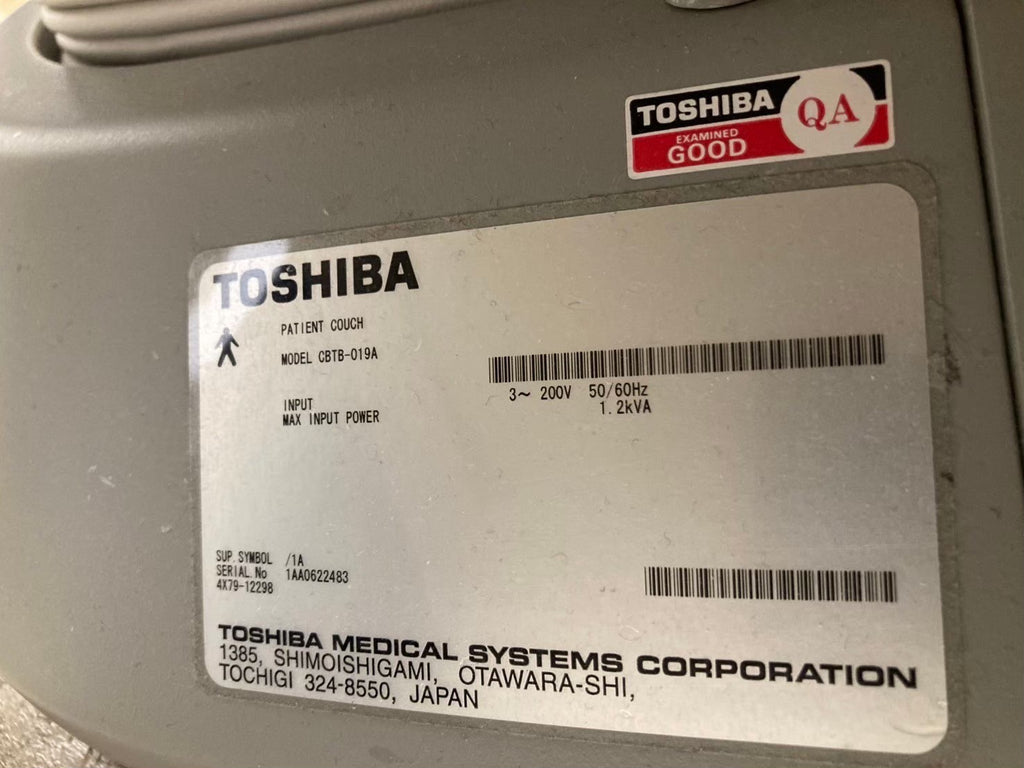 TOSHIBA QA
EXAMINED
GOOD
TOSHIBA
PATIENT COUCH
MODEL CBTB-019A
INPUT 3~ 200V 50/60Hz
MAX INPUT POWER 1.2kVA
SUP.SYMBOL /1A
SERIAL No 1AA0622483
4X79-12298
TOSHIBA MEDICAL SYSTEMS CORPORATION
1385, SHIMOISHIGAMI, OTAWARA-SHI,
TOCHIGI 324-8550, JAPAN